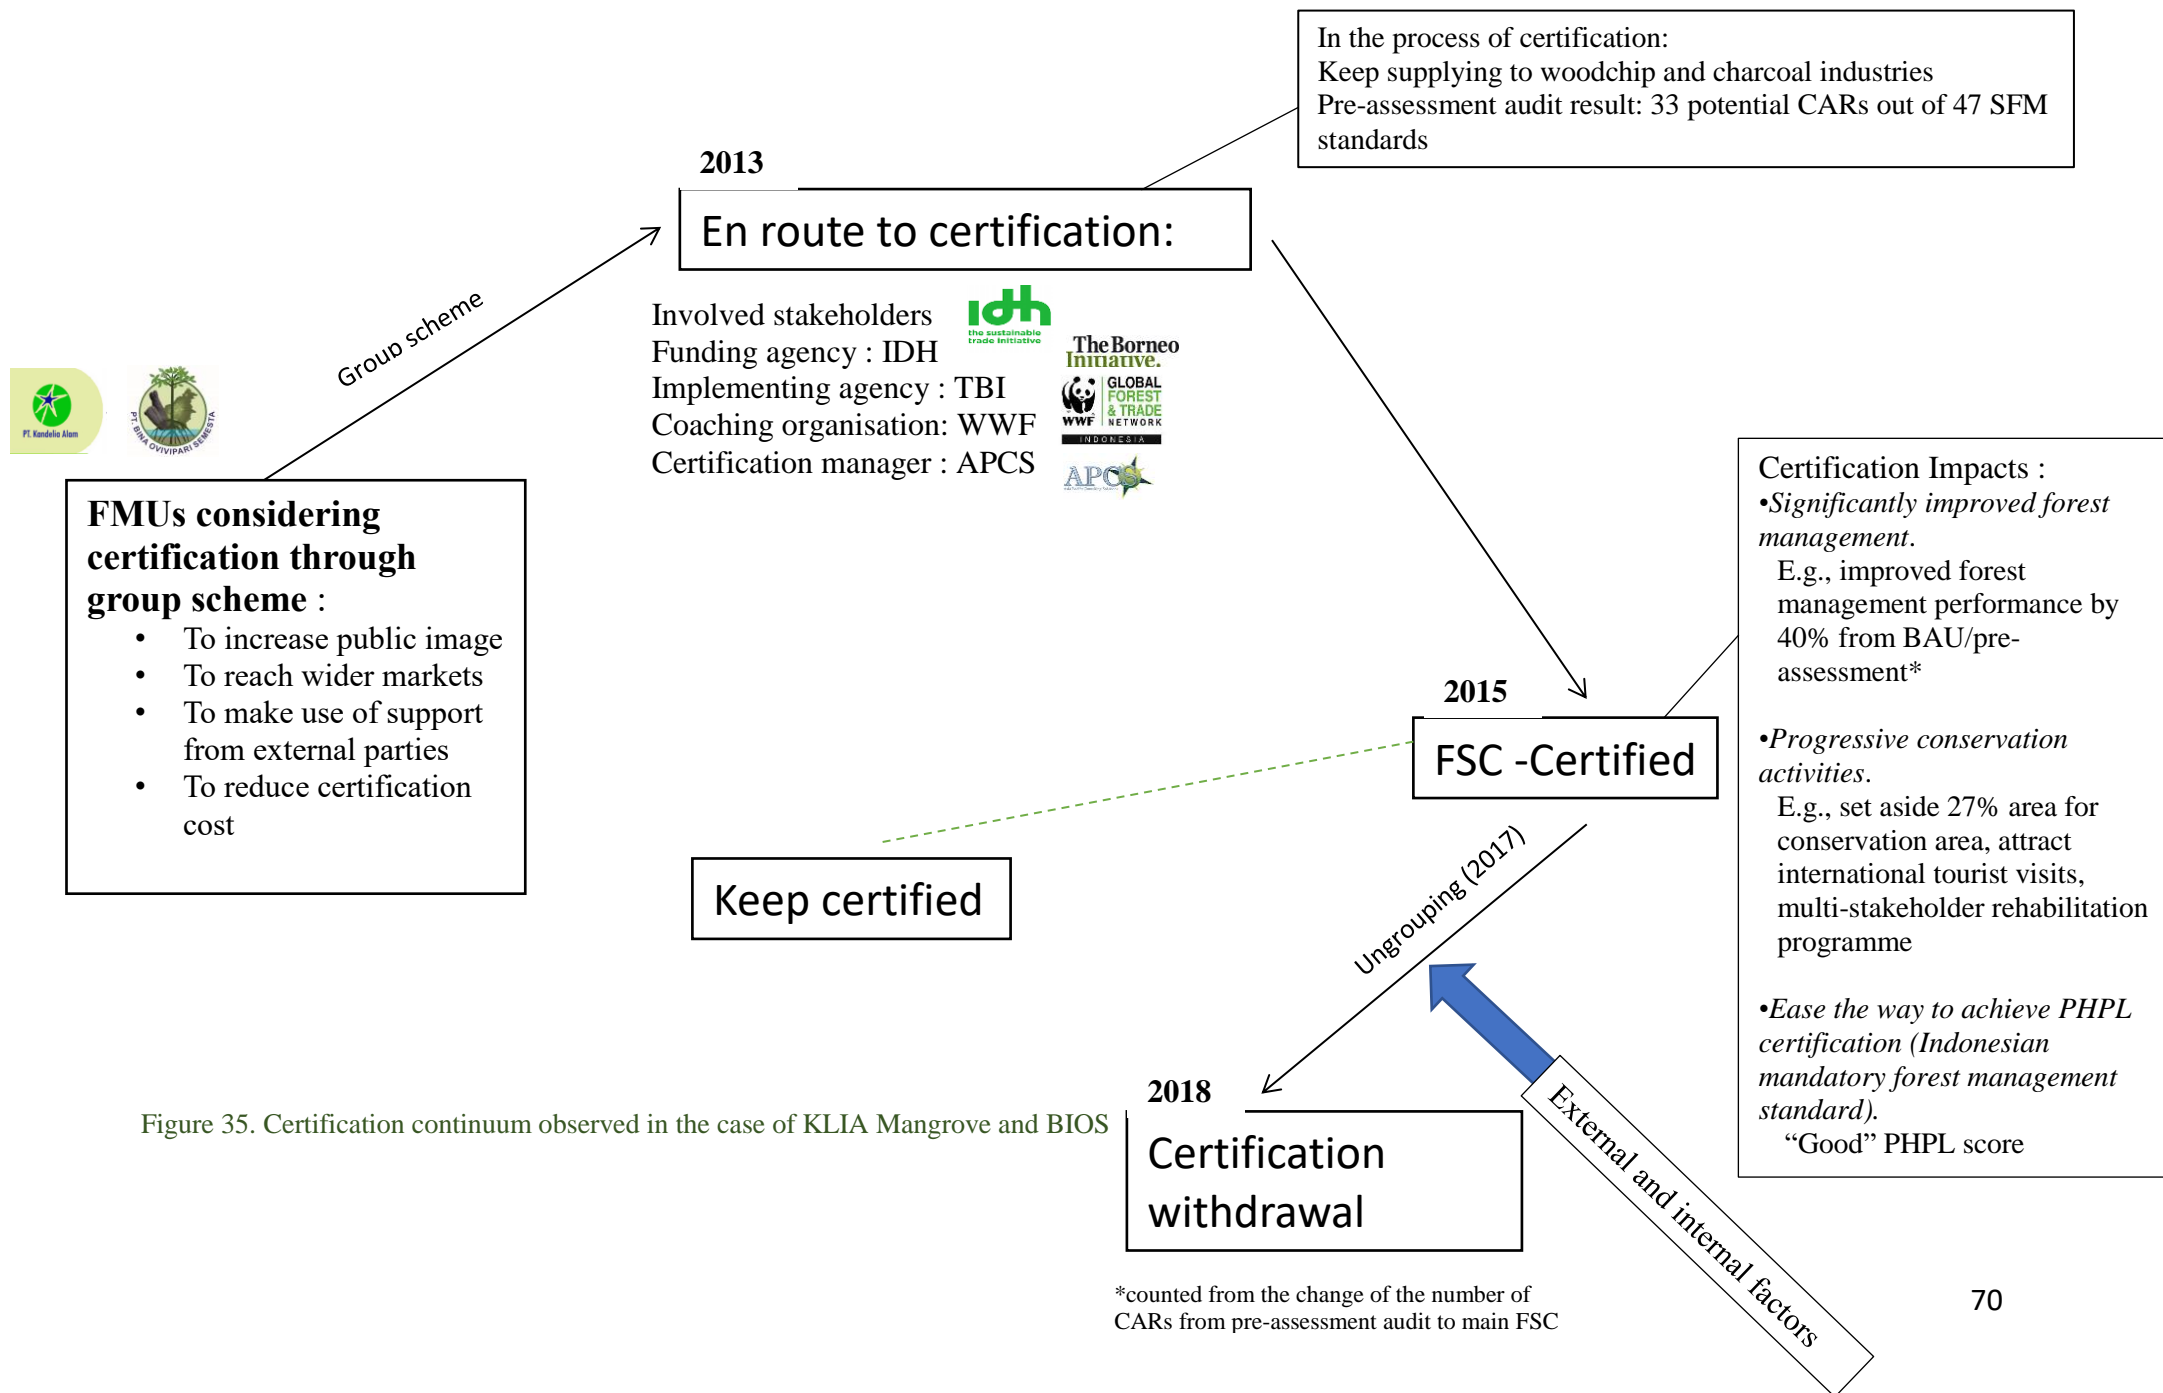 In the process of certification:
Keep supplying to woodchip and charcoal industries
Pre-assessment audit result: 33 potential CARs out of 47 SFM
standards
2013
En route to certification:
Group scheme
Involved stakeholders
Funding agency : IDH
Implementing agency : TBI
Coaching organisation: WWF
Certification manager : APCS
idh
the sustainable
trade initiative
The Borneo
Initiative.
WWF
GLOBAL
FOREST
& TRADE
NETWORK
INDONESIA
APCS
PT. Kandelia Alam
PT. BINA OVIVIPARI SEMESTA
FMUs considering
certification through
group scheme :
• To increase public image
• To reach wider markets
• To make use of support
from external parties
• To reduce certification
cost
2015
FSC -Certified
Keep certified
Ungrouping (2017)
Certification Impacts :
•Significantly improved forest
management.
E.g., improved forest
management performance by
40% from BAU/pre-
assessment*
•Progressive conservation
activities.
E.g., set aside 27% area for
conservation area, attract
international tourist visits,
multi-stakeholder rehabilitation
programme
•Ease the way to achieve PHPL
certification (Indonesian
mandatory forest management
standard).
“Good” PHPL score
External and internal factors
2018
Certification
withdrawal
Figure 35. Certification continuum observed in the case of KLIA Mangrove and BIOS
*counted from the change of the number of
CARs from pre-assessment audit to main FSC
70